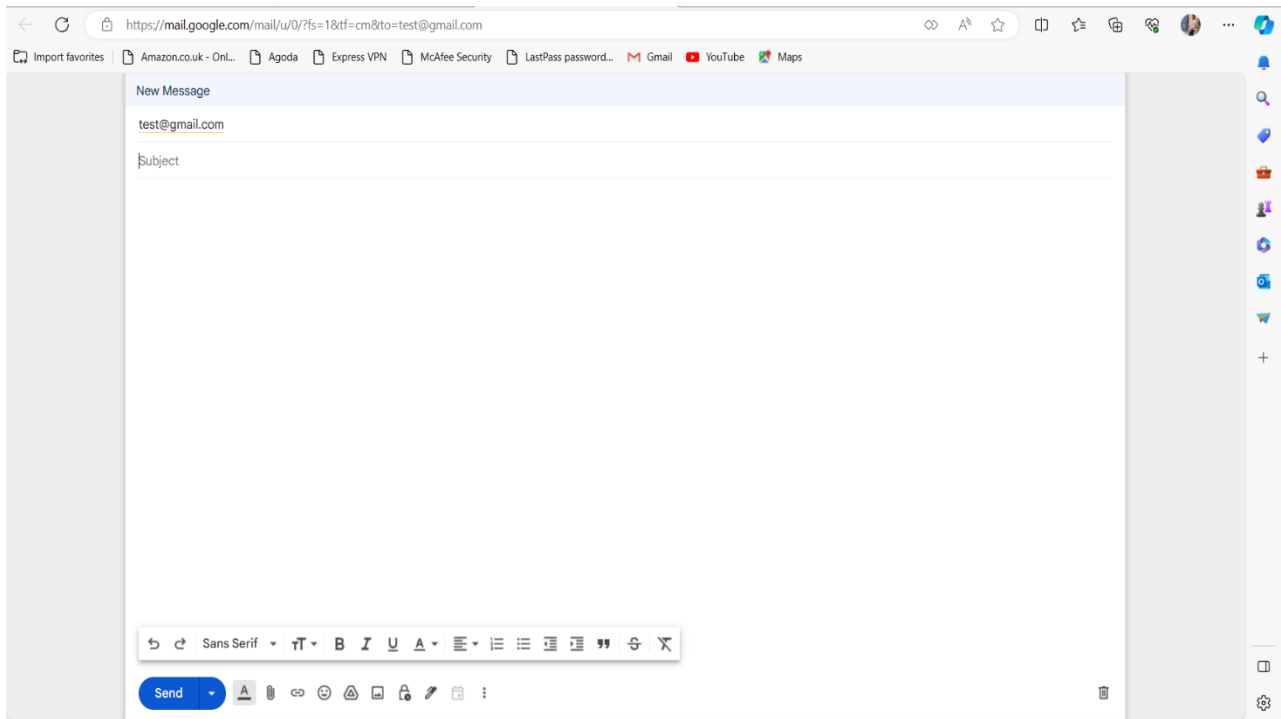 https://mail.google.com/mail/u/0/?fs=1&tf=cm&to=test@gmail.com
Import favorites Amazon.co.uk - Onl... Agoda Express VPN McAfee Security LastPass password... Gmail YouTube Maps
New Message
test@gmail.com
Subject
Sans Serif
Send